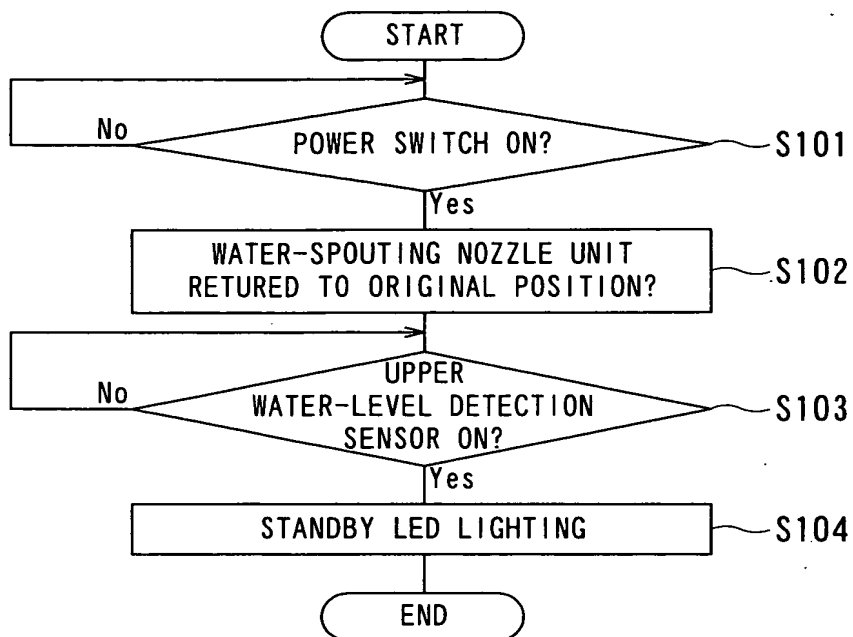 START
No
POWER SWITCH ON?
S101
Yes
WATER-SPOUTING NOZZLE UNIT
RETURED TO ORIGINAL POSITION?
S102
No
UPPER
WATER-LEVEL DETECTION
SENSOR ON?
S103
Yes
STANDBY LED LIGHTING
S104
END